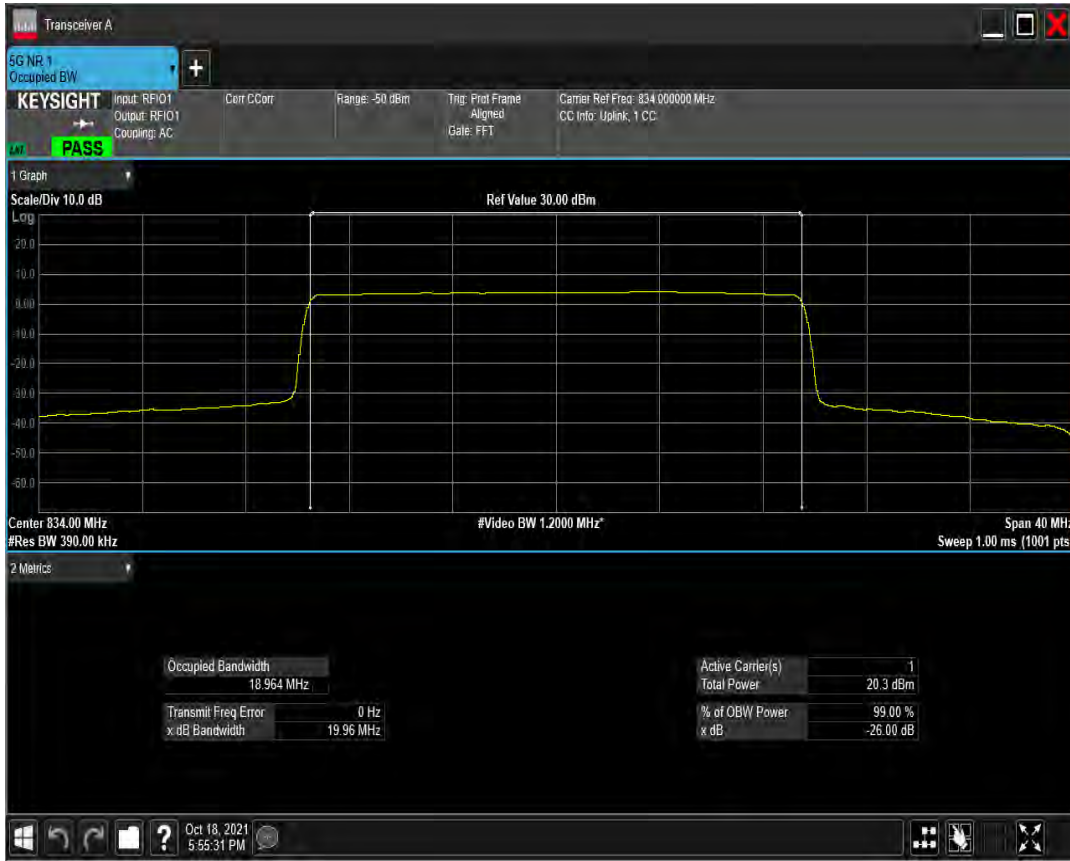 Transceiver A
5G NR 1
Occupied BW
+
KEYSIGHT
Input: RFIO1
Output: RFIO1
Coupling: AC
Corr CCorr
Range: -50 dBm
Trig: Prot Frame
Aligned
Gate: FFT
Carrier Ref Freq: 834.000000 MHz
CC Info: Uplink, 1 CC
PASS
1 Graph
Scale/Div 10.0 dB
Ref Value 30.00 dBm
Log
20.0
10.0
0.00
-10.0
-20.0
-30.0
-40.0
-50.0
-60.0
Center 834.00 MHz
#Video BW 1.2000 MHz*
Span 40 MHz
#Res BW 390.00 kHz
Sweep 1.00 ms (1001 pts
2 Metrics
Occupied Bandwidth
18.964 MHz
Transmit Freq Error 0 Hz
x dB Bandwidth 19.96 MHz
Active Carrier(s) 1
Total Power 20.3 dBm
% of OBW Power 99.00 %
x dB -26.00 dB
?
Oct 18, 2021
5:55:31 PM